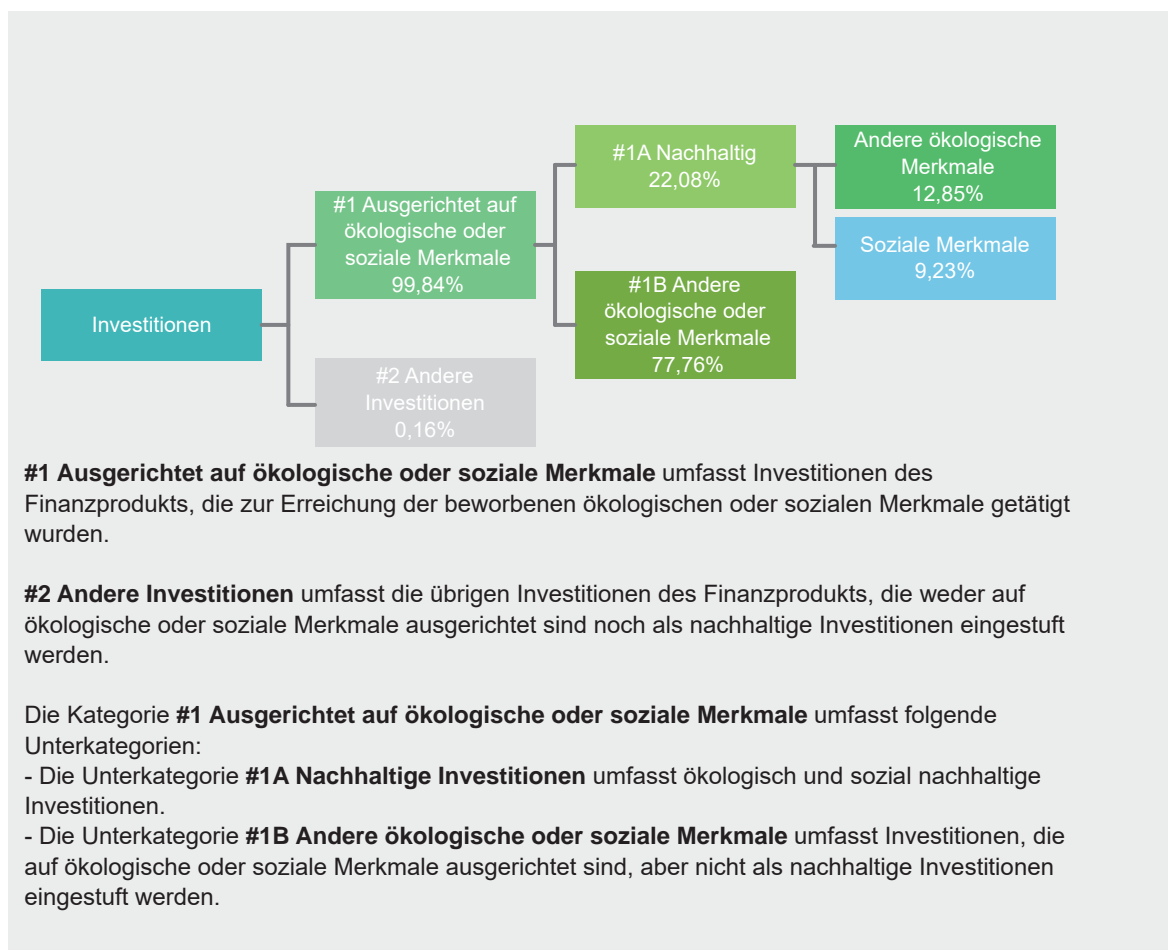 Investitionen
#1 Ausgerichtet auf
ökologische oder
soziale Merkmale
99,84%
#2 Andere
Investitionen
0,16%
#1A Nachhaltig
22,08%
#1B Andere
ökologische oder
soziale Merkmale
77,76%
Andere ökologische
Merkmale
12,85%
Soziale Merkmale
9,23%
#1 Ausgerichtet auf ökologische oder soziale Merkmale umfasst Investitionen des
Finanzprodukts, die zur Erreichung der beworbenen ökologischen oder sozialen Merkmale getätigt
wurden.
#2 Andere Investitionen umfasst die übrigen Investitionen des Finanzprodukts, die weder auf
ökologische oder soziale Merkmale ausgerichtet sind noch als nachhaltige Investitionen eingestuft
werden.
Die Kategorie #1 Ausgerichtet auf ökologische oder soziale Merkmale umfasst folgende
Unterkategorien:
- Die Unterkategorie #1A Nachhaltige Investitionen umfasst ökologisch und sozial nachhaltige
Investitionen.
- Die Unterkategorie #1B Andere ökologische oder soziale Merkmale umfasst Investitionen, die
auf ökologische oder soziale Merkmale ausgerichtet sind, aber nicht als nachhaltige Investitionen
eingestuft werden.